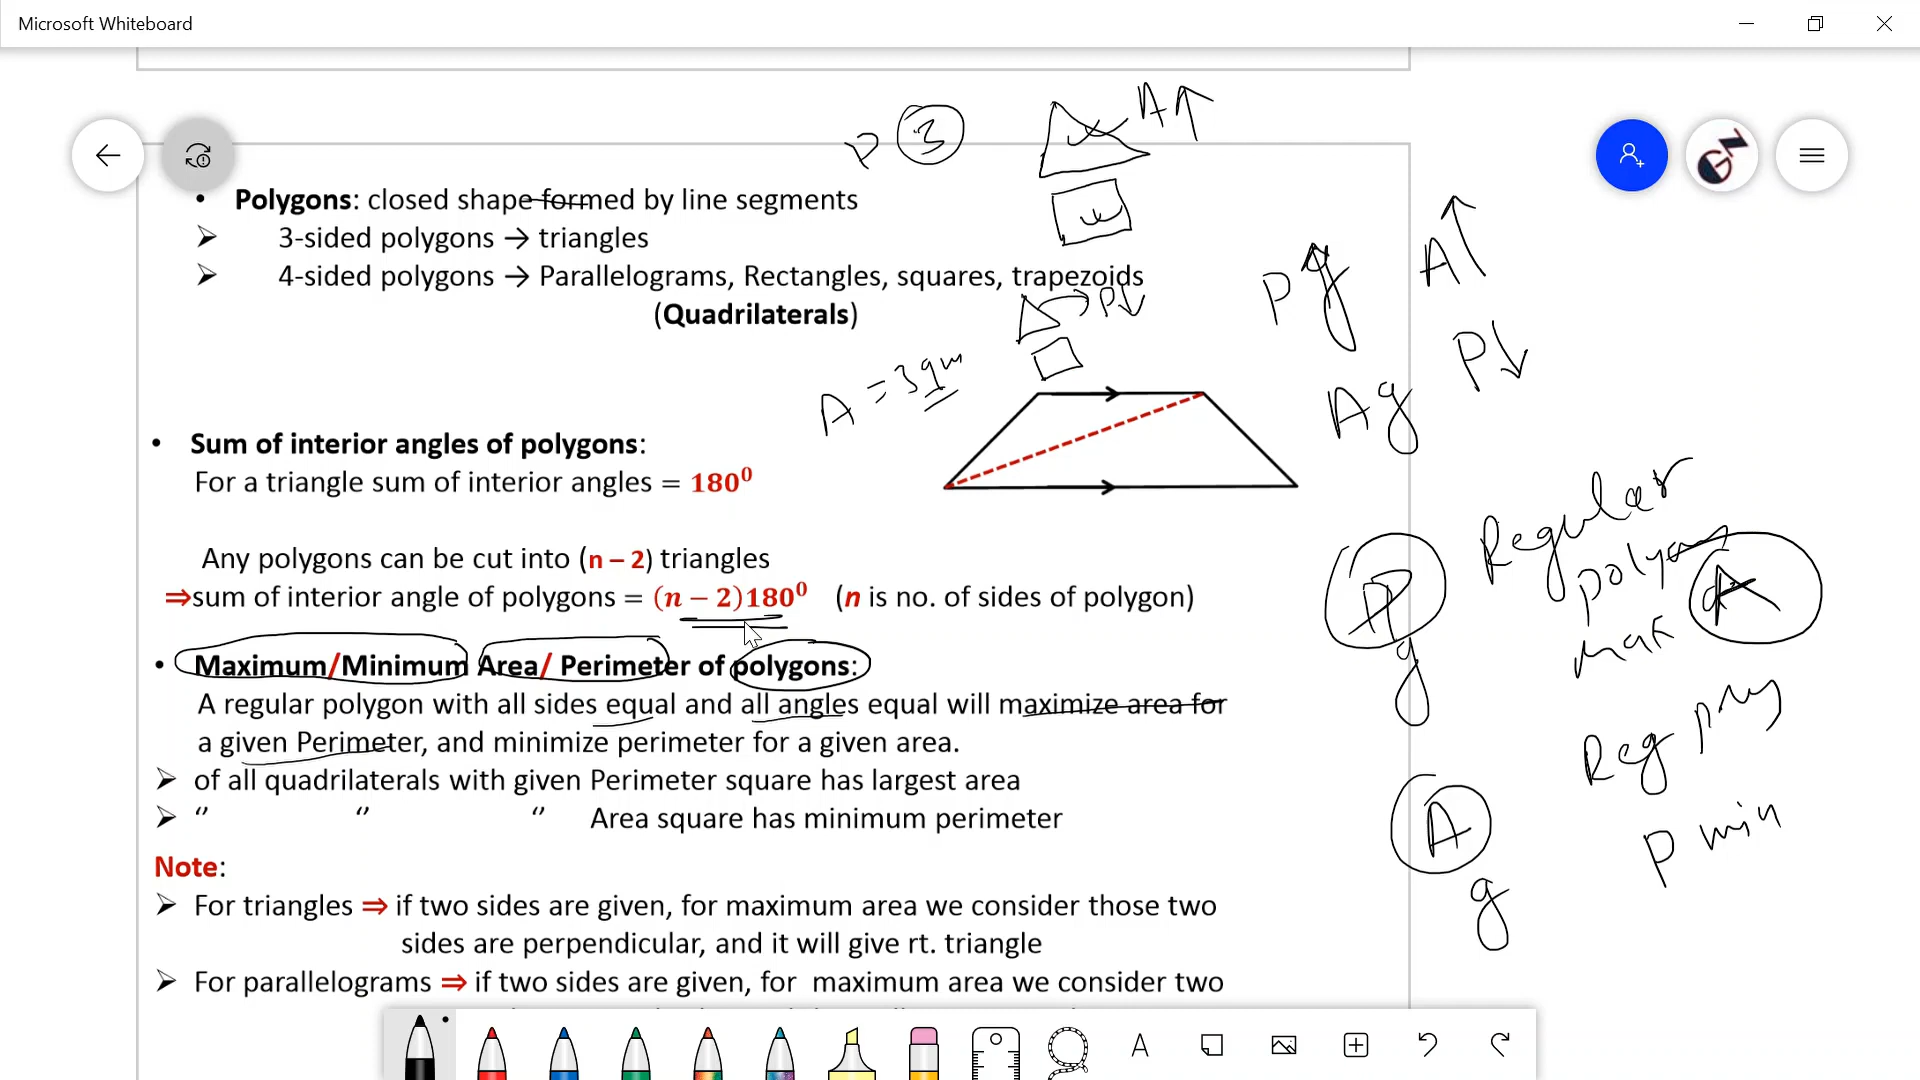 Microsoft Whiteboard
P 3
A↑
• Polygons: closed shape formed by line segments
➢ 3-sided polygons → triangles
➢ 4-sided polygons → Parallelograms, Rectangles, squares, trapezoids
(Quadrilaterals)
P↓
Pg A↑
Ag P↓
A =
• Sum of interior angles of polygons:
For a triangle sum of interior angles = 180⁰
Any polygons can be cut into (n – 2) triangles
⇒sum of interior angle of polygons = (n − 2)180⁰ (n is no. of sides of polygon)
Regular
polygons
P g
max A
• Maximum/Minimum Area/ Perimeter of polygons:
A regular polygon with all sides equal and all angles equal will maximize area for
a given Perimeter, and minimize perimeter for a given area.
➢ of all quadrilaterals with given Perimeter square has largest area
➢ “ “ “ Area square has minimum perimeter
Reg poly
A g
P min
Note:
➢ For triangles ⇒ if two sides are given, for maximum area we consider those two
sides are perpendicular, and it will give rt. triangle
➢ For parallelograms ⇒ if two sides are given, for maximum area we consider two